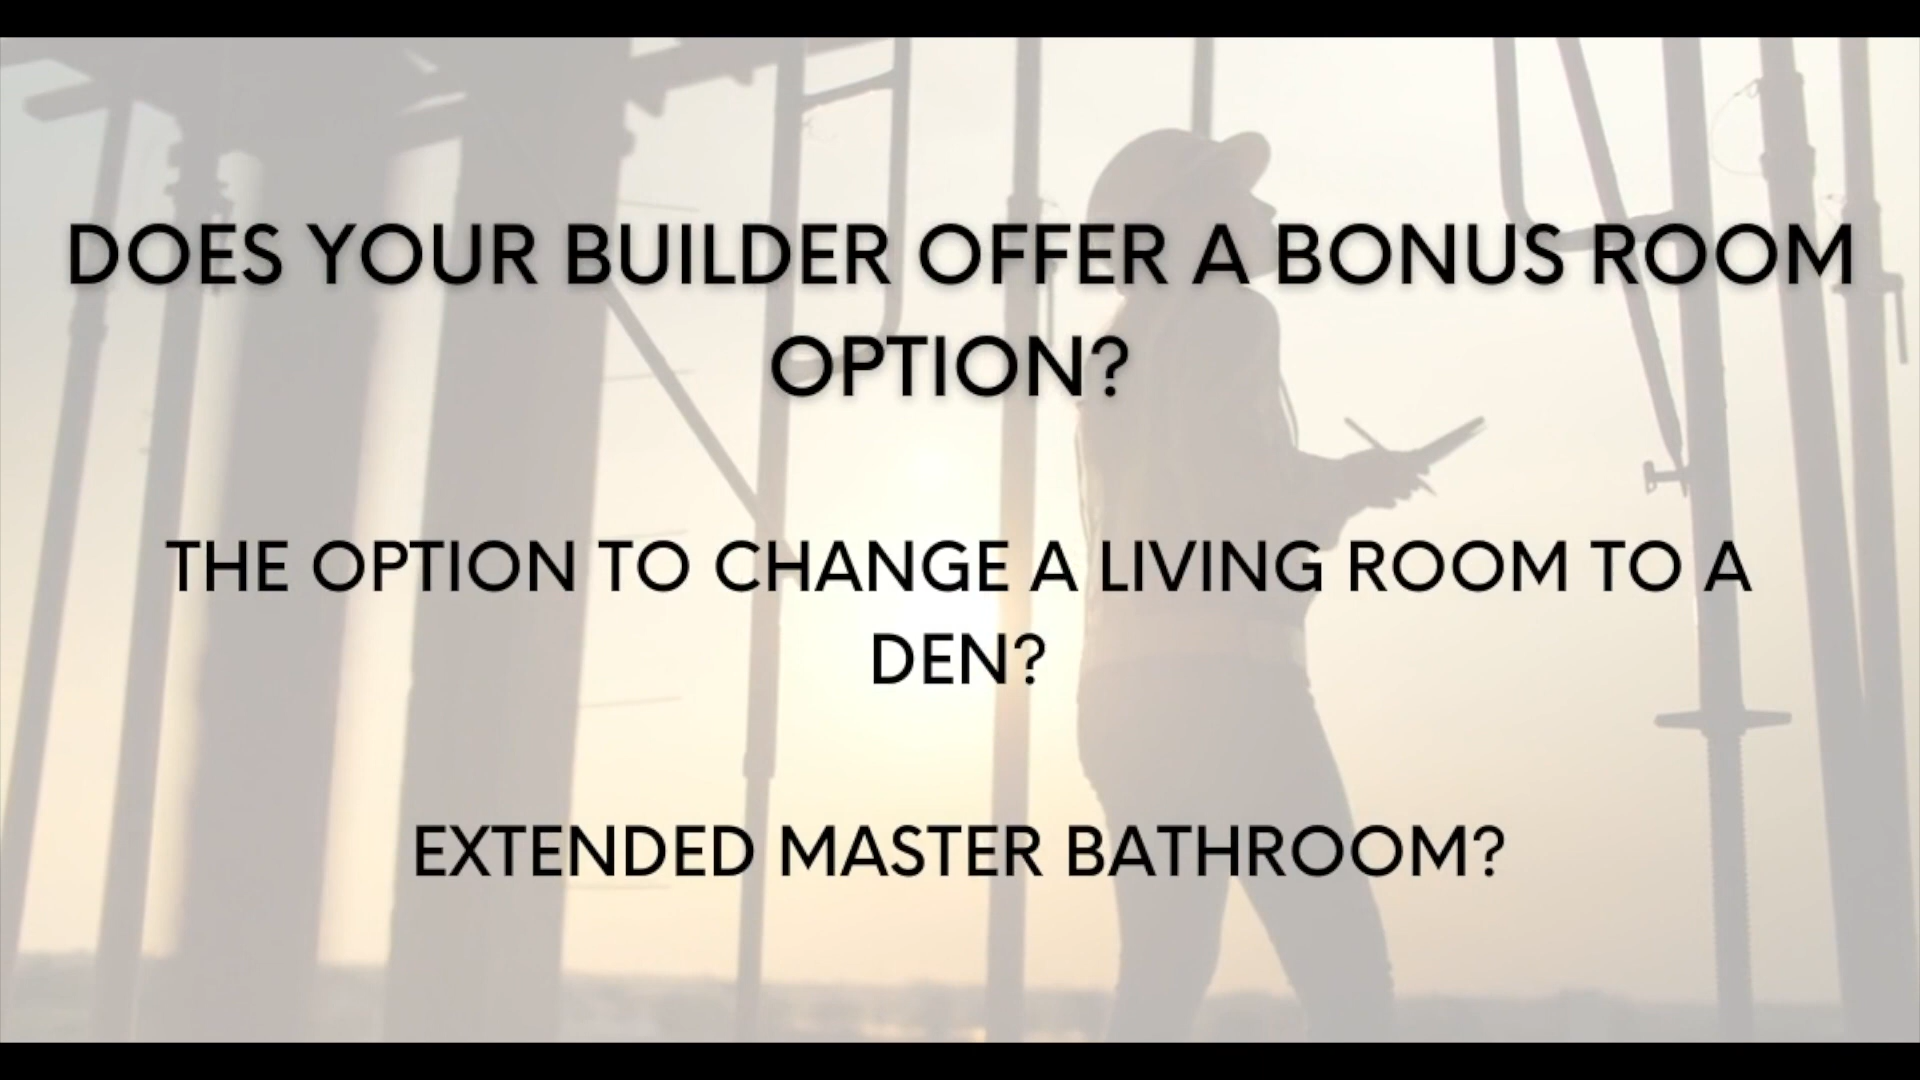 DOES YOUR BUILDER OFFER A BONUS ROOM
OPTION?
THE OPTION TO CHANGE A LIVING ROOM TO A
DEN?
EXTENDED MASTER BATHROOM?